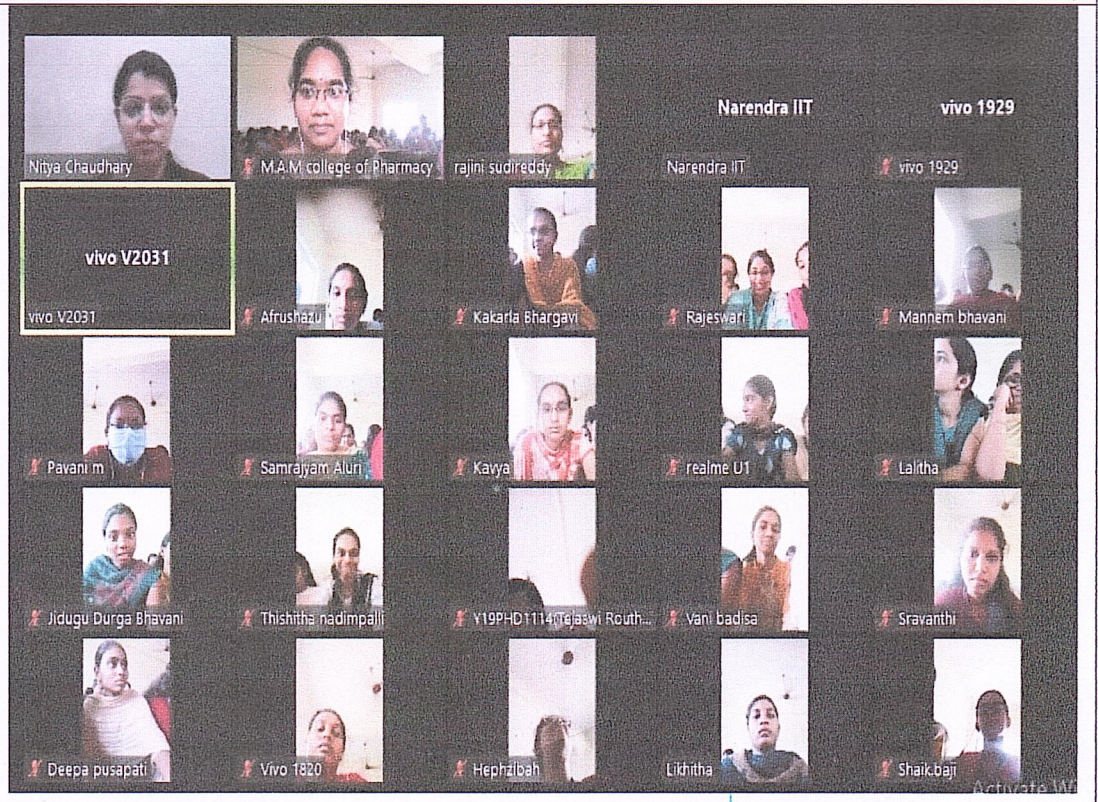 Nitya Chaudhary
M.A.M college of Pharmacy
rajini sudireddy
Narendra IIT
Narendra IIT
vivo 1929
vivo 1929
vivo V2031
vivo V2031
Afrushazu
Kakarla Bhargavi
Rajeswari
Mannem bhavani
Pavani m
Samrajyam Aluri
Kavya
realme U1
Lalitha
Jidugu Durga Bhavani
Thishitha nadimpalli
Y19PHD1114(Tejaswi Routh...
Vani badisa
Sravanthi
Deepa pusapati
Vivo 1820
Hephzibah
Likhitha
Shaik.baji
Activate Wi